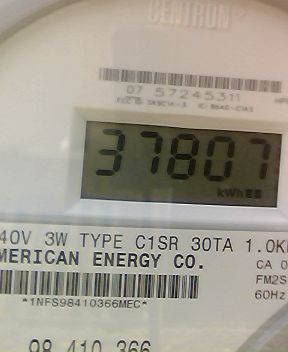 CENTRON®
07 57245311
37807
kWh
40V 3W TYPE C1SR 30TA 1.0K
MERICAN ENERGY CO.
CA 0
FM2S
60Hz
*1NFS98410366MEC*
98 410 366